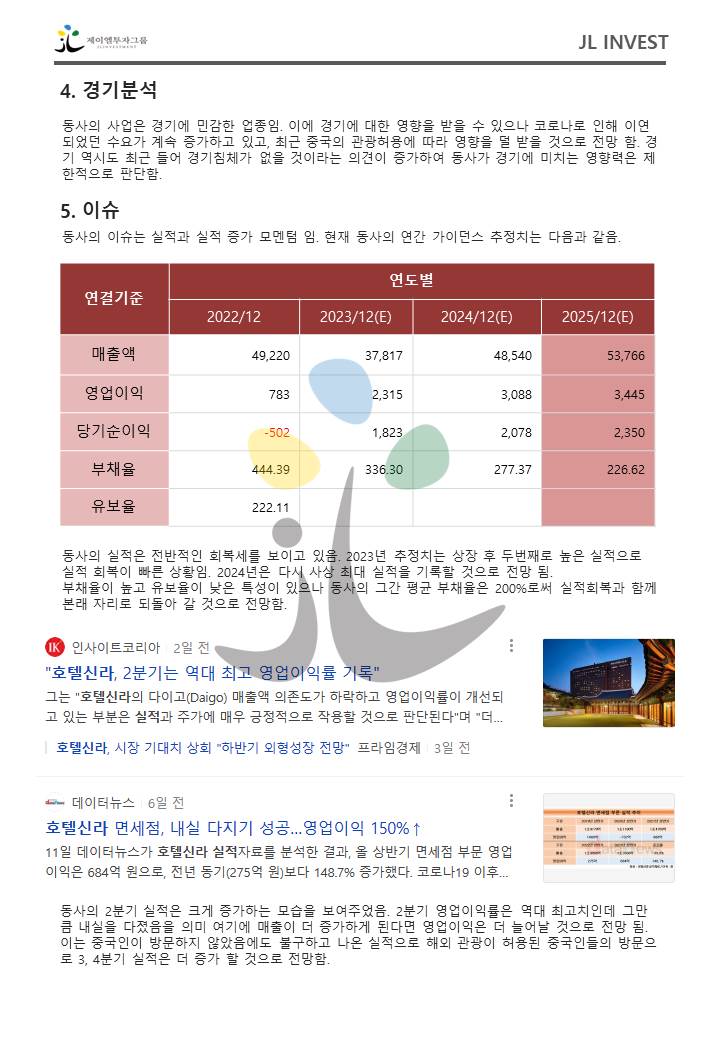 제이엘투자그룹
JL INVESTMENT
JL INVEST
4. 경기분석
동사의 사업은 경기에 민감한 업종임. 이에 경기에 대한 영향을 받을 수 있으나 코로나로 인해 이연
되었던 수요가 계속 증가하고 있고, 최근 중국의 관광허용에 따라 영향을 덜 받을 것으로 전망 함. 경
기 역시도 최근 들어 경기침체가 없을 것이라는 의견이 증가하여 동사가 경기에 미치는 영향력은 제
한적으로 판단함.
5. 이슈
동사의 이슈는 실적과 실적 증가 모멘텀 임. 현재 동사의 연간 가이던스 추정치는 다음과 같음.
연결기준 연도별
2022/12 2023/12(E) 2024/12(E) 2025/12(E)
매출액 49,220 37,817 48,540 53,766
영업이익 783 2,315 3,088 3,445
당기순이익 -502 1,823 2,078 2,350
부채율 444.39 336.30 277.37 226.62
유보율 222.11
동사의 실적은 전반적인 회복세를 보이고 있음. 2023년 추정치는 상장 후 두번째로 높은 실적으로
실적 회복이 빠른 상황임. 2024년은 다시 사상 최대 실적을 기록할 것으로 전망 됨.
부채율이 높고 유보율이 낮은 특성이 있으나 동사의 그간 평균 부채율은 200%로써 실적회복과 함께
본래 자리로 되돌아 갈 것으로 전망함.
IK 인사이트코리아 2일 전
"호텔신라, 2분기는 역대 최고 영업이익률 기록"
그는 "호텔신라의 다이고(Daigo) 매출액 의존도가 하락하고 영업이익률이 개선되
고 있는 부분은 실적과 주가에 매우 긍정적으로 작용할 것으로 판단된다"며 "더...
호텔신라, 시장 기대치 상회 "하반기 외형성장 전망" 프라임경제 3일 전
데이터뉴스 6일 전
호텔신라 면세점, 내실 다지기 성공...영업이익 150%↑
11일 데이터뉴스가 호텔신라 실적자료를 분석한 결과, 올 상반기 면세점 부문 영업
이익은 684억 원으로, 전년 동기(275억 원)보다 148.7% 증가했다. 코로나19 이후...
호텔신라 면세점 부문 실적 추이
동사의 2분기 실적은 크게 증가하는 모습을 보여주었음. 2분기 영업이익률은 역대 최고치인데 그만
큼 내실을 다졌음을 의미 여기에 매출이 더 증가하게 된다면 영업이익은 더 늘어날 것으로 전망 됨.
이는 중국인이 방문하지 않았음에도 불구하고 나온 실적으로 해외 관광이 허용된 중국인들의 방문으
로 3, 4분기 실적은 더 증가 할 것으로 전망함.